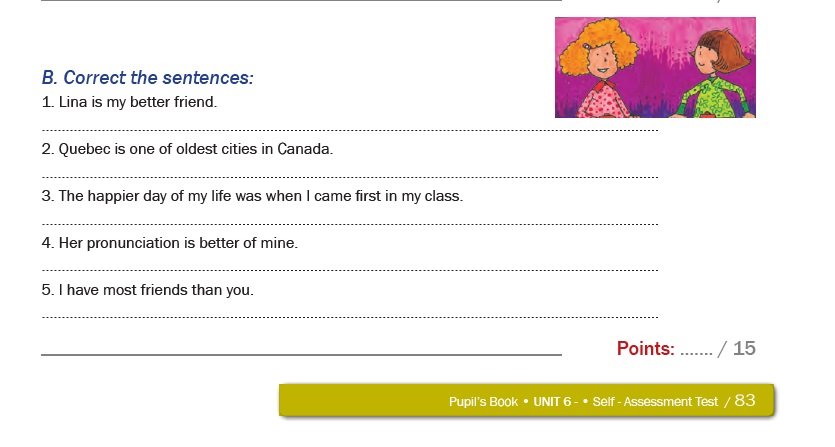 B. Correct the sentences:
1. Lina is my better friend.
2. Quebec is one of oldest cities in Canada.
3. The happier day of my life was when I came first in my class.
4. Her pronunciation is better of mine.
5. I have most friends than you.
Points: ....... / 15
Pupil's Book • UNIT 6 - • Self - Assessment Test / 83